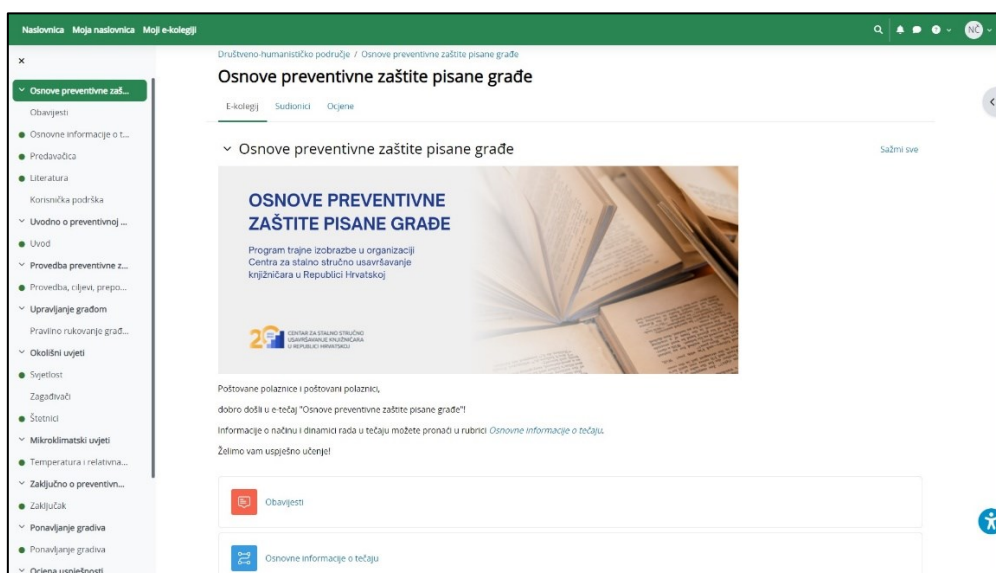 Naslovnica Moja naslovnica Moji e-kolegiji
NČ
Osnove preventivne zaš...
Obavijesti
Osnovne informacije o t...
Predavačica
Literatura
Korisnička podrška
Uvodno o preventivnoj ...
Uvod
Provedba preventivne z...
Provedba, ciljevi, prepo...
Upravljanje građom
Pravilno rukovanje građ...
Okolišni uvjeti
Svjetlost
Zagađivači
Štetnici
Mikroklimatski uvjeti
Temperatura i relativna...
Zaključno o preventivn...
Zaključak
Ponavljanje gradiva
Ponavljanje gradiva
Ocjena uspješnosti
Društveno-humanističko područje / Osnove preventivne zaštite pisane građe
Osnove preventivne zaštite pisane građe
E-kolegij Sudionici Ocjene
Osnove preventivne zaštite pisane građe
Sažmi sve
OSNOVE PREVENTIVNE
ZAŠTITE PISANE GRAĐE
Program trajne izobrazbe u organizaciji
Centra za stalno stručno usavršavanje
knjižničara u Republici Hrvatskoj
CENTAR ZA STALNO STRUČNO
USAVRŠAVANJE KNJIŽNIČARA
U REPUBLICI HRVATSKOJ
Poštovane polaznice i poštovani polaznici,
dobro došli u e-tečaj "Osnove preventivne zaštite pisane građe"!
Informacije o načinu i dinamici rada u tečaju možete pronaći u rubrici Osnovne informacije o tečaju.
Želimo vam uspješno učenje!
Obavijesti
Osnovne informacije o tečaju